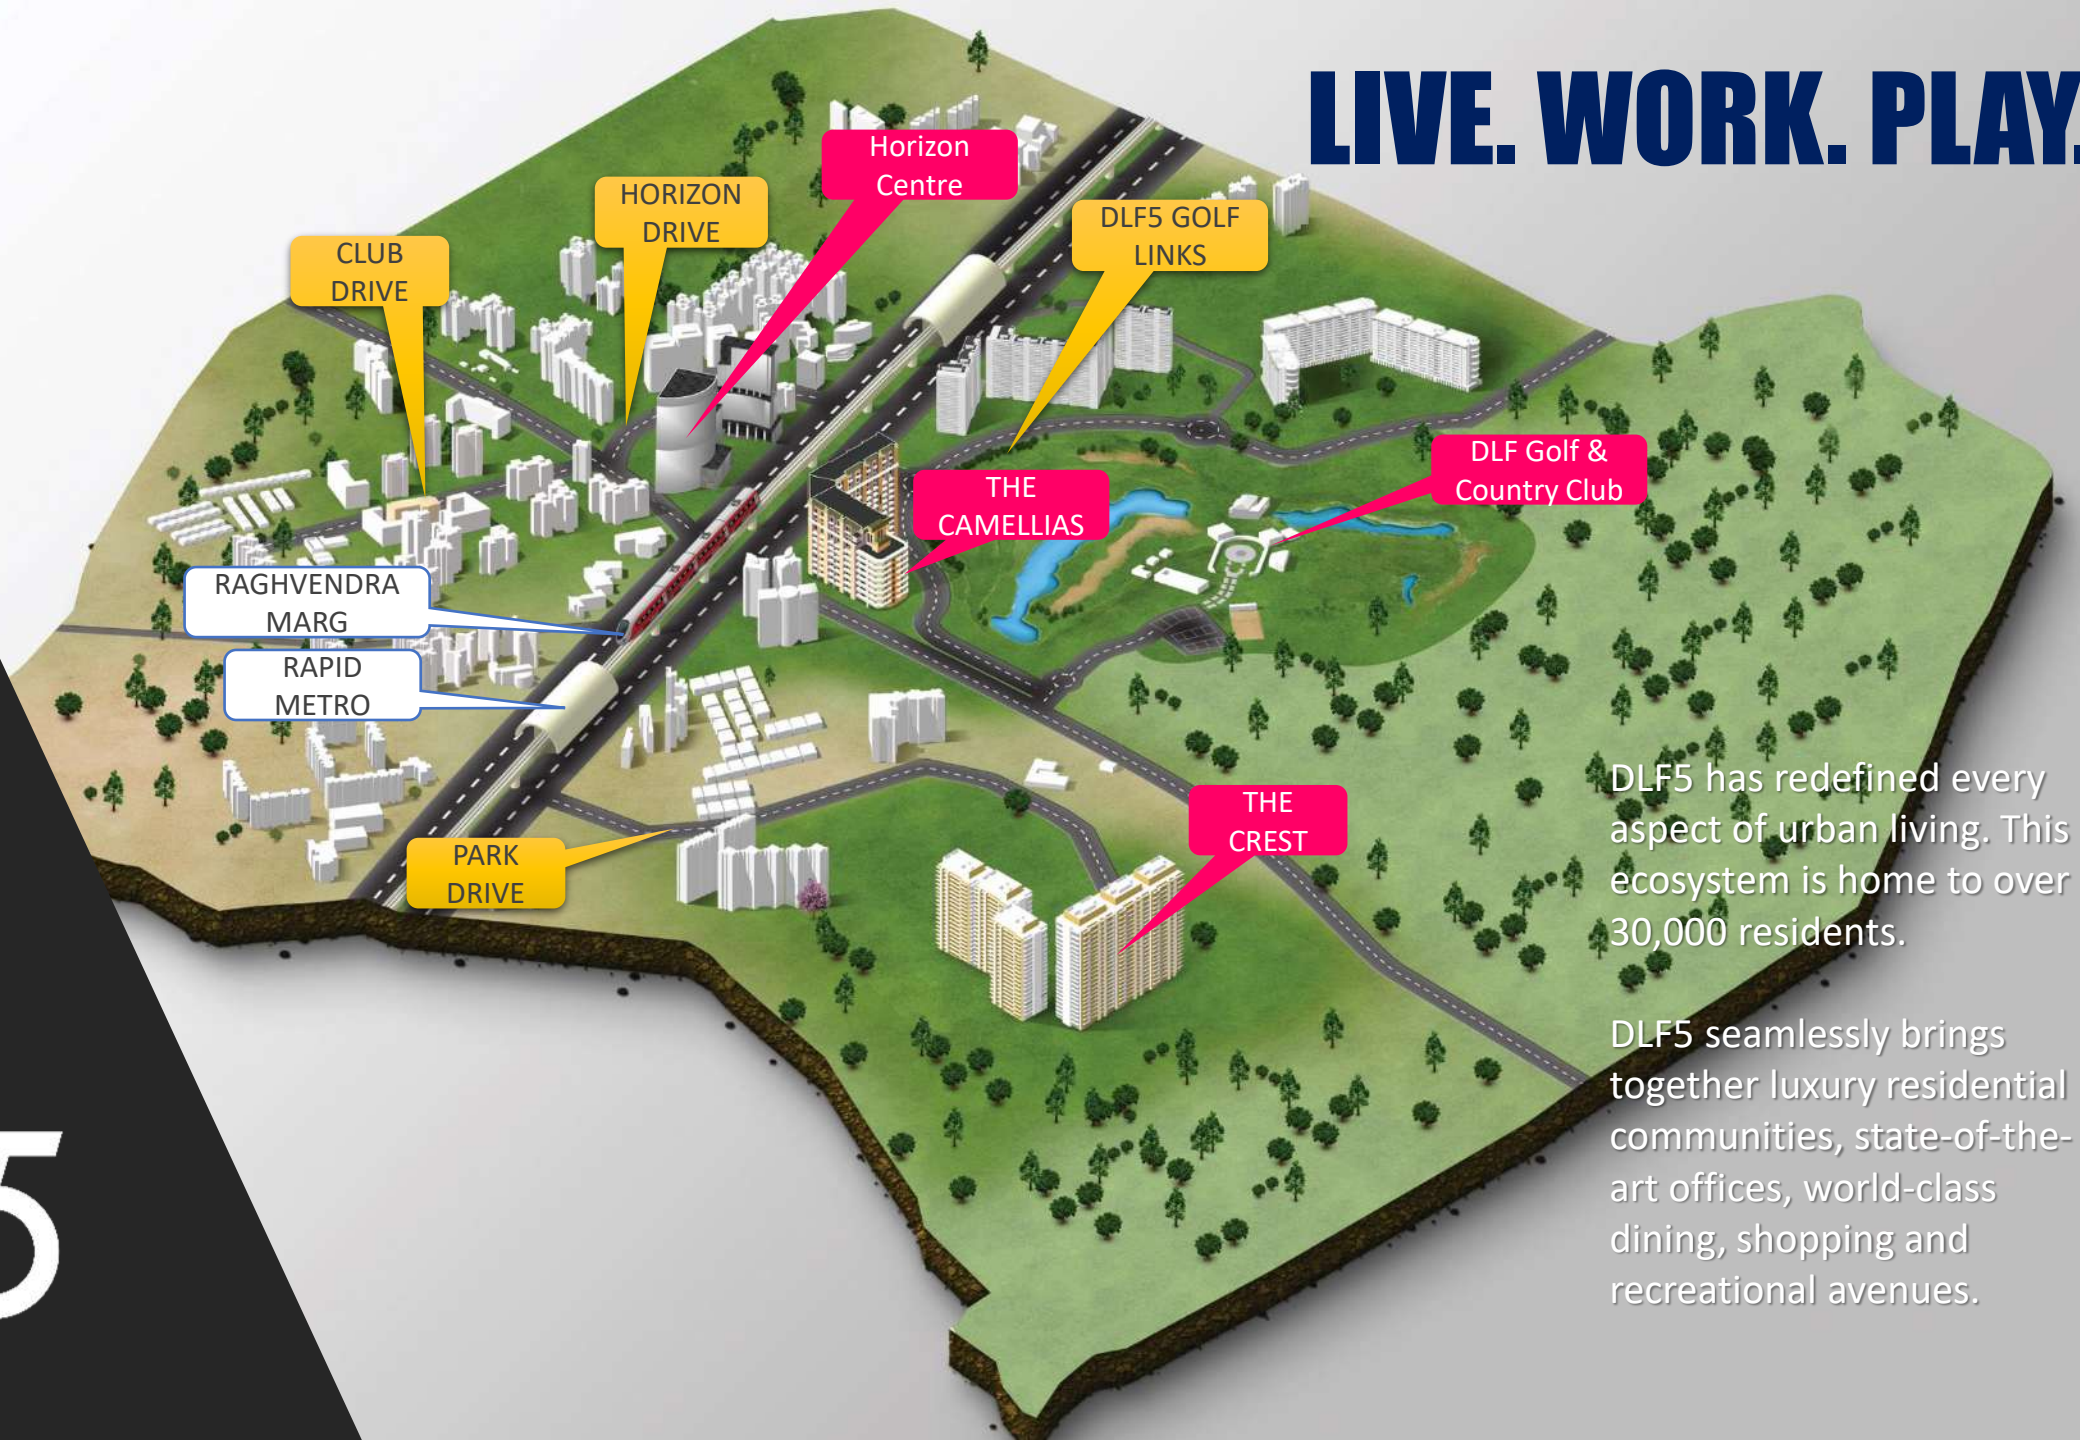 LIVE. WORK. PLAY.
Horizon
Centre
HORIZON
DRIVE
DLF5 GOLF
LINKS
CLUB
DRIVE
DLF Golf &
Country Club
THE
CAMELLIAS
RAGHVENDRA
MARG
RAPID
METRO
THE
CREST
PARK
DRIVE
DLF5 has redefined every
aspect of urban living. This
ecosystem is home to over
30,000 residents.
DLF5 seamlessly brings
together luxury residential
communities, state-of-the-
art offices, world-class
dining, shopping and
recreational avenues.
5